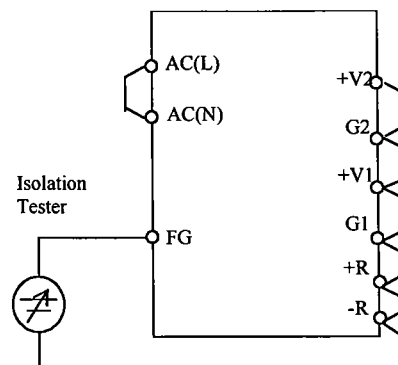 AC(L)
+V2
AC(N)
G2
+V1
Isolation
Tester
FG
G1
+R
-R